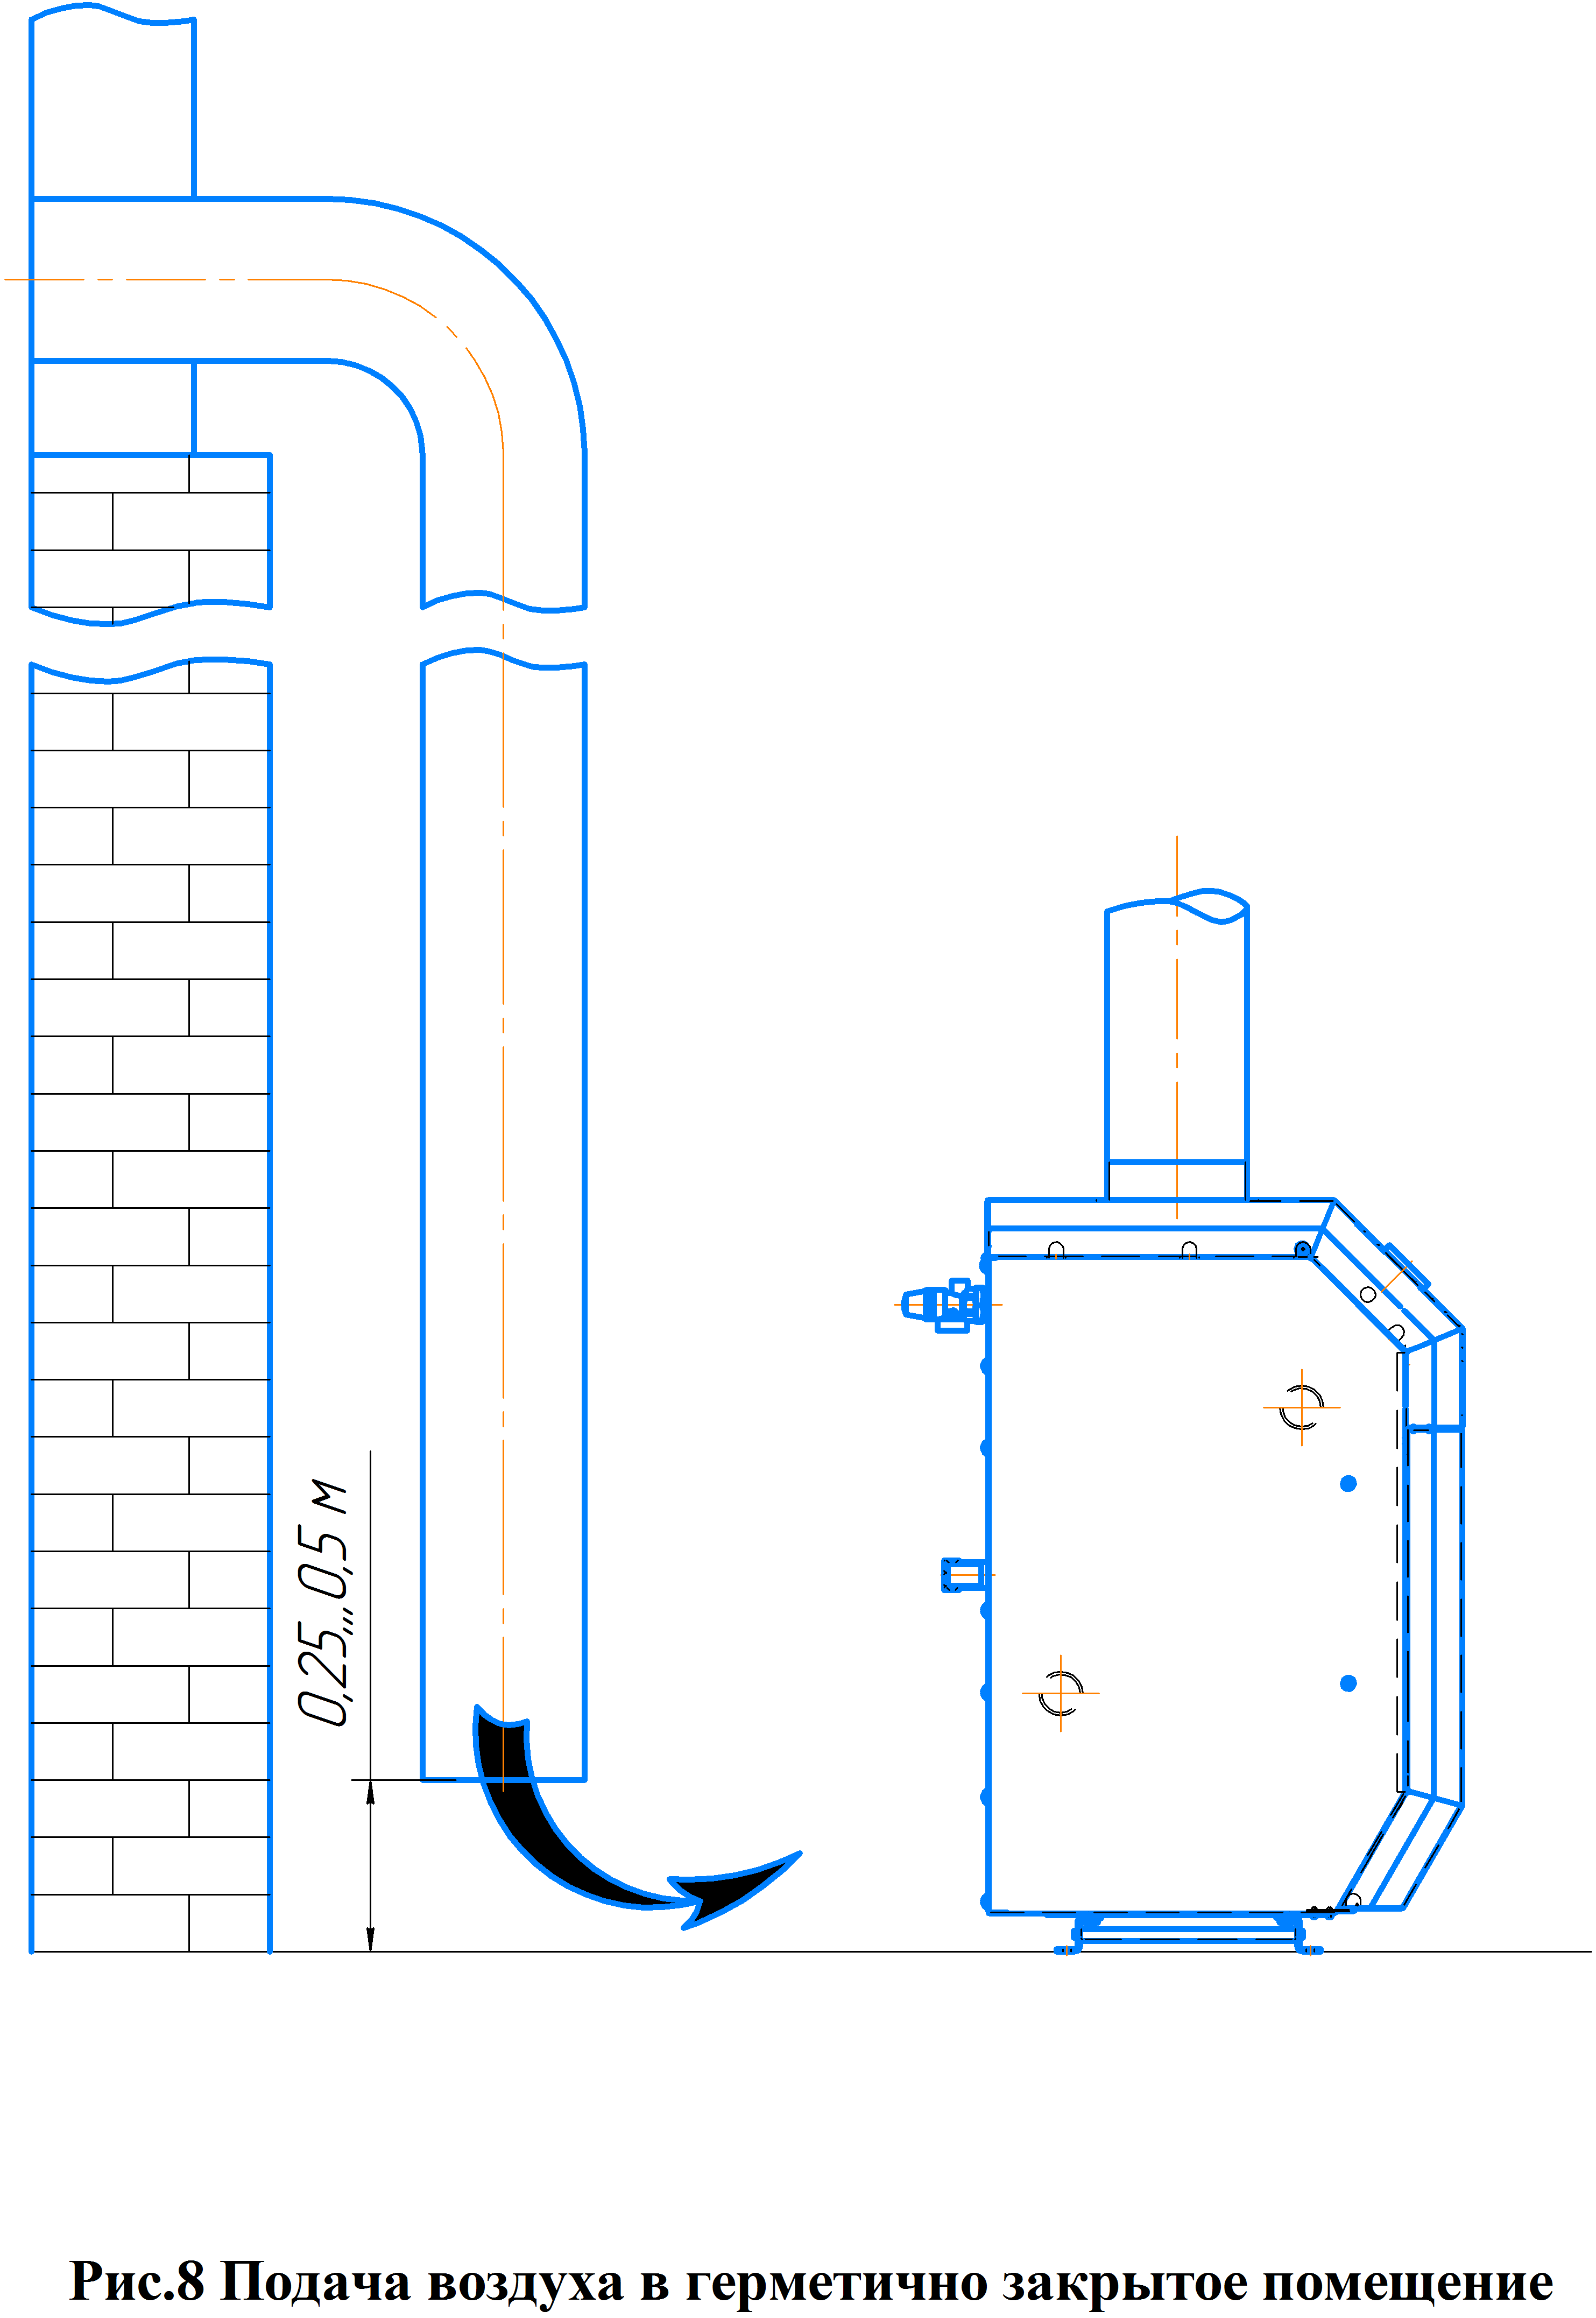 0,25,,,0,5 м
Рис.8 Подача воздуха в герметично закрытое помещение